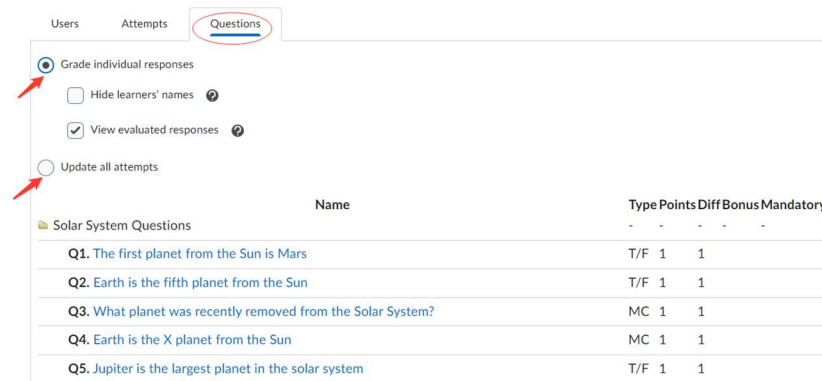 Users Attempts Questions
Grade individual responses
Hide learners' names ?
View evaluated responses ?
Update all attempts
Name Type Points Diff Bonus Mandatory
Solar System Questions - - - - -
Q1. The first planet from the Sun is Mars T/F 1 1
Q2. Earth is the fifth planet from the Sun T/F 1 1
Q3. What planet was recently removed from the Solar System? MC 1 1
Q4. Earth is the X planet from the Sun MC 1 1
Q5. Jupiter is the largest planet in the solar system T/F 1 1